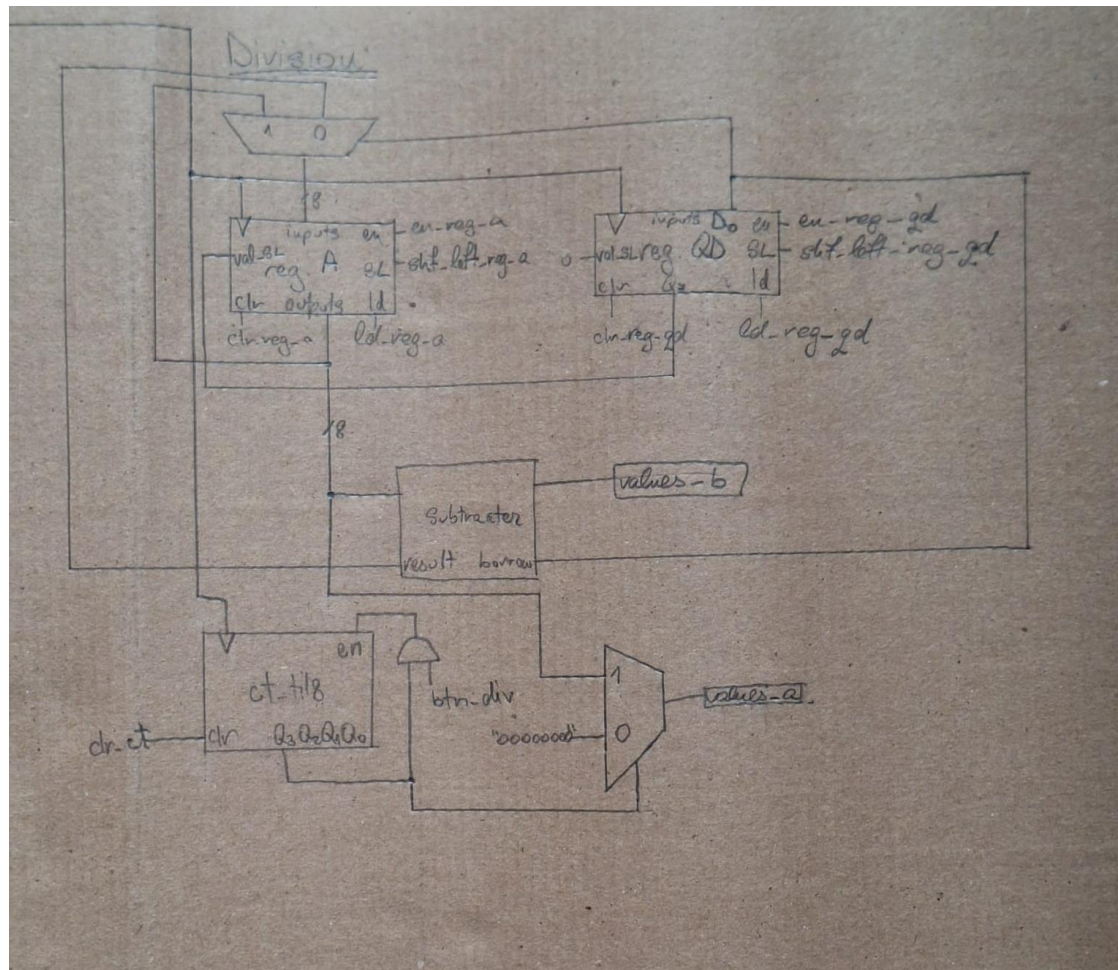 Division
1 0
8
inputs en
en-reg-a
val-SL
reg A
SL
shf-left-reg-a
clr outputs ld
clr-reg-a
ld-reg-a
inputs D0 en
en-reg-qd
0
val-SL reg QD SL
shf-left-reg-qd
clr Q7 ld
clr-reg-qd
ld-reg-qd
8
values-b
subtracter
result borrow
en
ct-til8
btn-div
clr-ct
clr Q3Q2Q1Q0
1
values-a
"00000000"
0